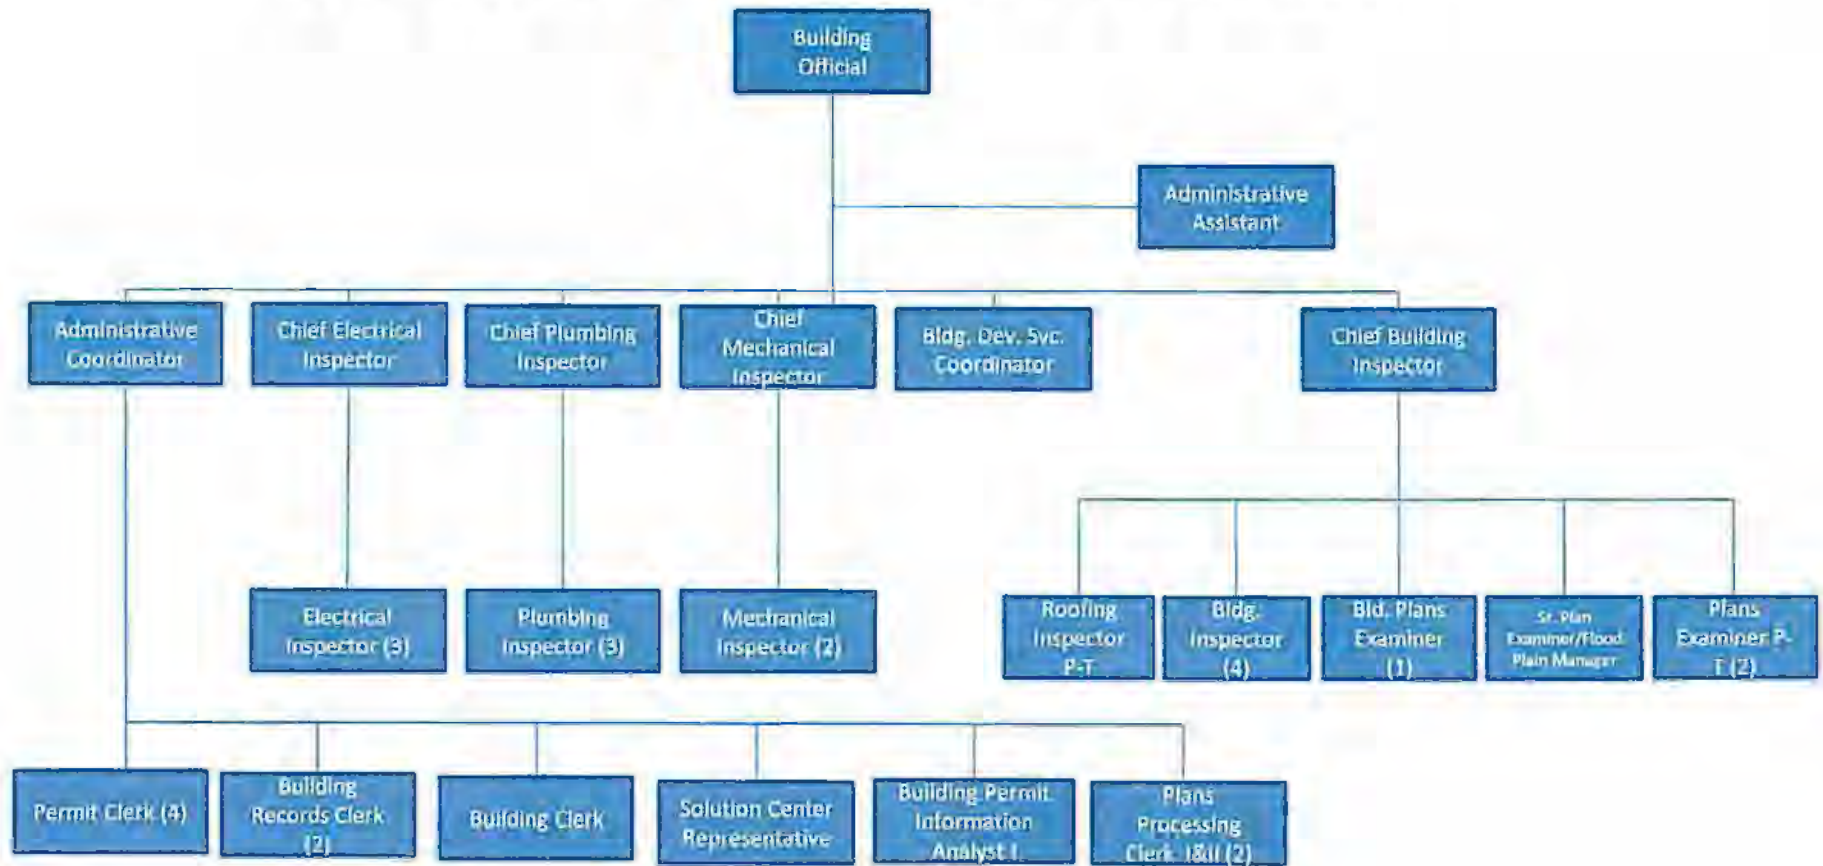 Building
Official
Administrative
Assistant
Administrative
Coordinator
Chief Electrical
Inspector
Chief Plumbing
Inspector
Chief
Mechanical
Inspector
Bldg. Dev. Svc.
Coordinator
Chief Building
Inspector
Electrical
Inspector (3)
Plumbing
Inspector (3)
Mechanical
Inspector (2)
Roofing
Inspector
P-T
Bldg.
Inspector
(4)
Bld. Plans
Examiner
(1)
Sr. Plan
Examiner/Flood
Plain Manager
Plans
Examiner P-
T (2)
Permit Clerk (4)
Building
Records Clerk
(2)
Building Clerk
Solution Center
Representative
Building Permit
Information
Analyst I
Plans
Processing
Clerk I&II (2)